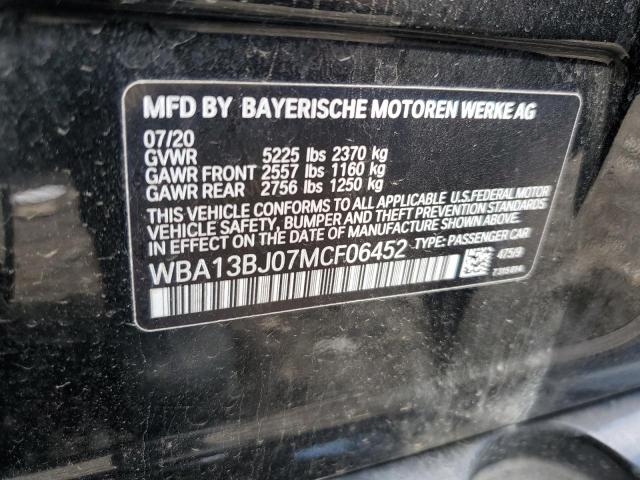 MFD BY BAYERISCHE MOTOREN WERKE AG
07/20
GVWR 5225 lbs 2370 kg
GAWR FRONT 2557 lbs 1160 kg
GAWR REAR 2756 lbs 1250 kg
THIS VEHICLE CONFORMS TO ALL APPLICABLE U.S.FEDERAL MOTOR
VEHICLE SAFETY, BUMPER AND THEFT PREVENTION STANDARDS
IN EFFECT ON THE DATE OF MANUFACTURE SHOWN ABOVE.
WBA13BJ07MCF06452 TYPE: PASSENGER CAR